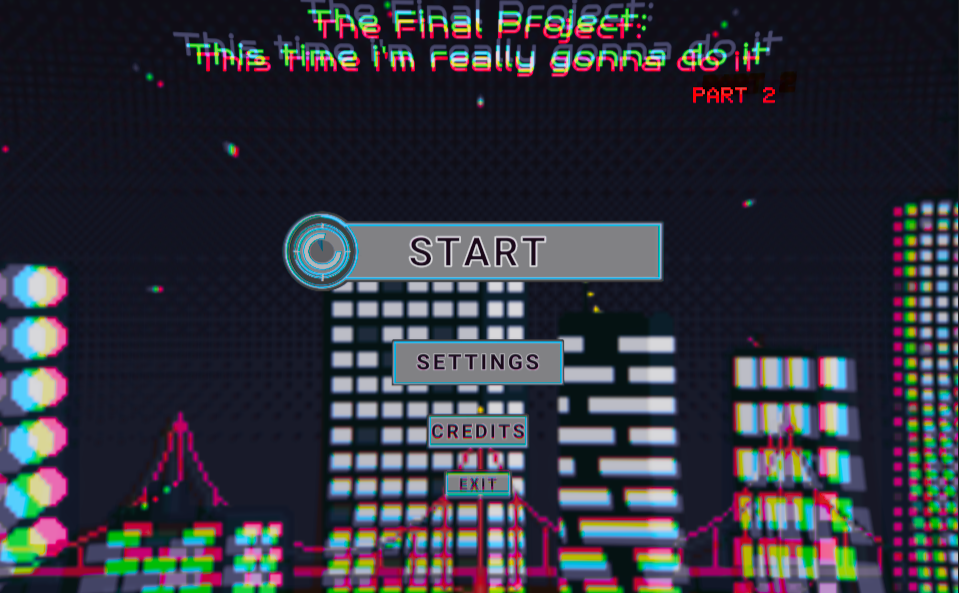 The Final Project:
This time i'm really gonna do it
PART 2
START
SETTINGS
CREDITS
EXIT